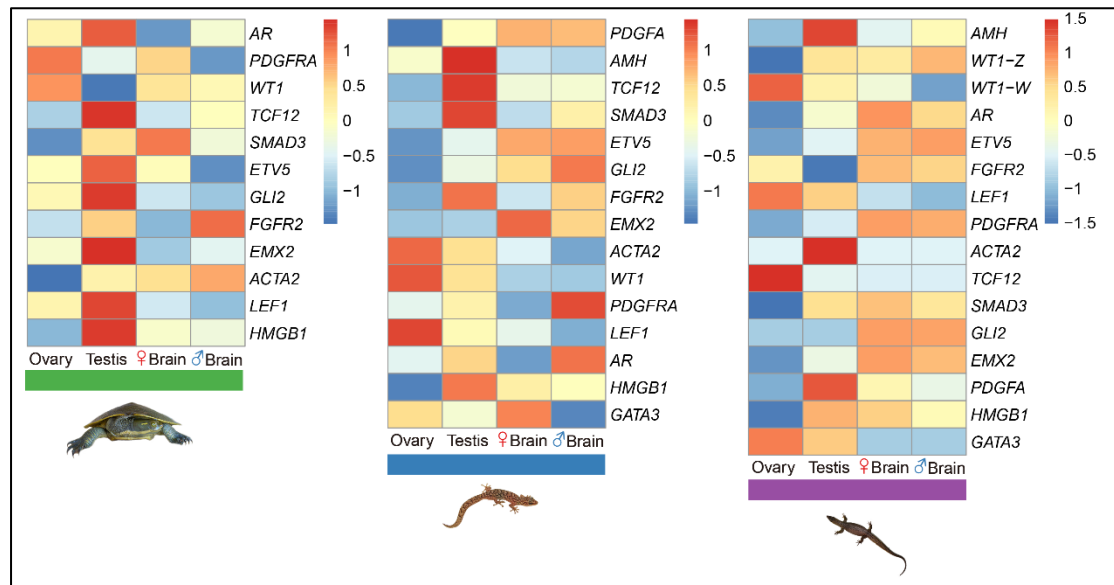 AR
PDGFRA
WT1
TCF12
SMAD3
ETV5
GLI2
FGFR2
EMX2
ACTA2
LEF1
HMGB1
1
0.5
0
−0.5
−1
Ovary Testis ♀Brain ♂Brain
PDGFA
AMH
TCF12
SMAD3
ETV5
GLI2
FGFR2
EMX2
ACTA2
WT1
PDGFRA
LEF1
AR
HMGB1
GATA3
1
0.5
0
−0.5
−1
Ovary Testis ♀Brain ♂Brain
AMH
WT1−Z
WT1−W
AR
ETV5
FGFR2
LEF1
PDGFRA
ACTA2
TCF12
SMAD3
GLI2
EMX2
PDGFA
HMGB1
GATA3
1.5
1
0.5
0
−0.5
−1
−1.5
Ovary Testis ♀Brain ♂Brain